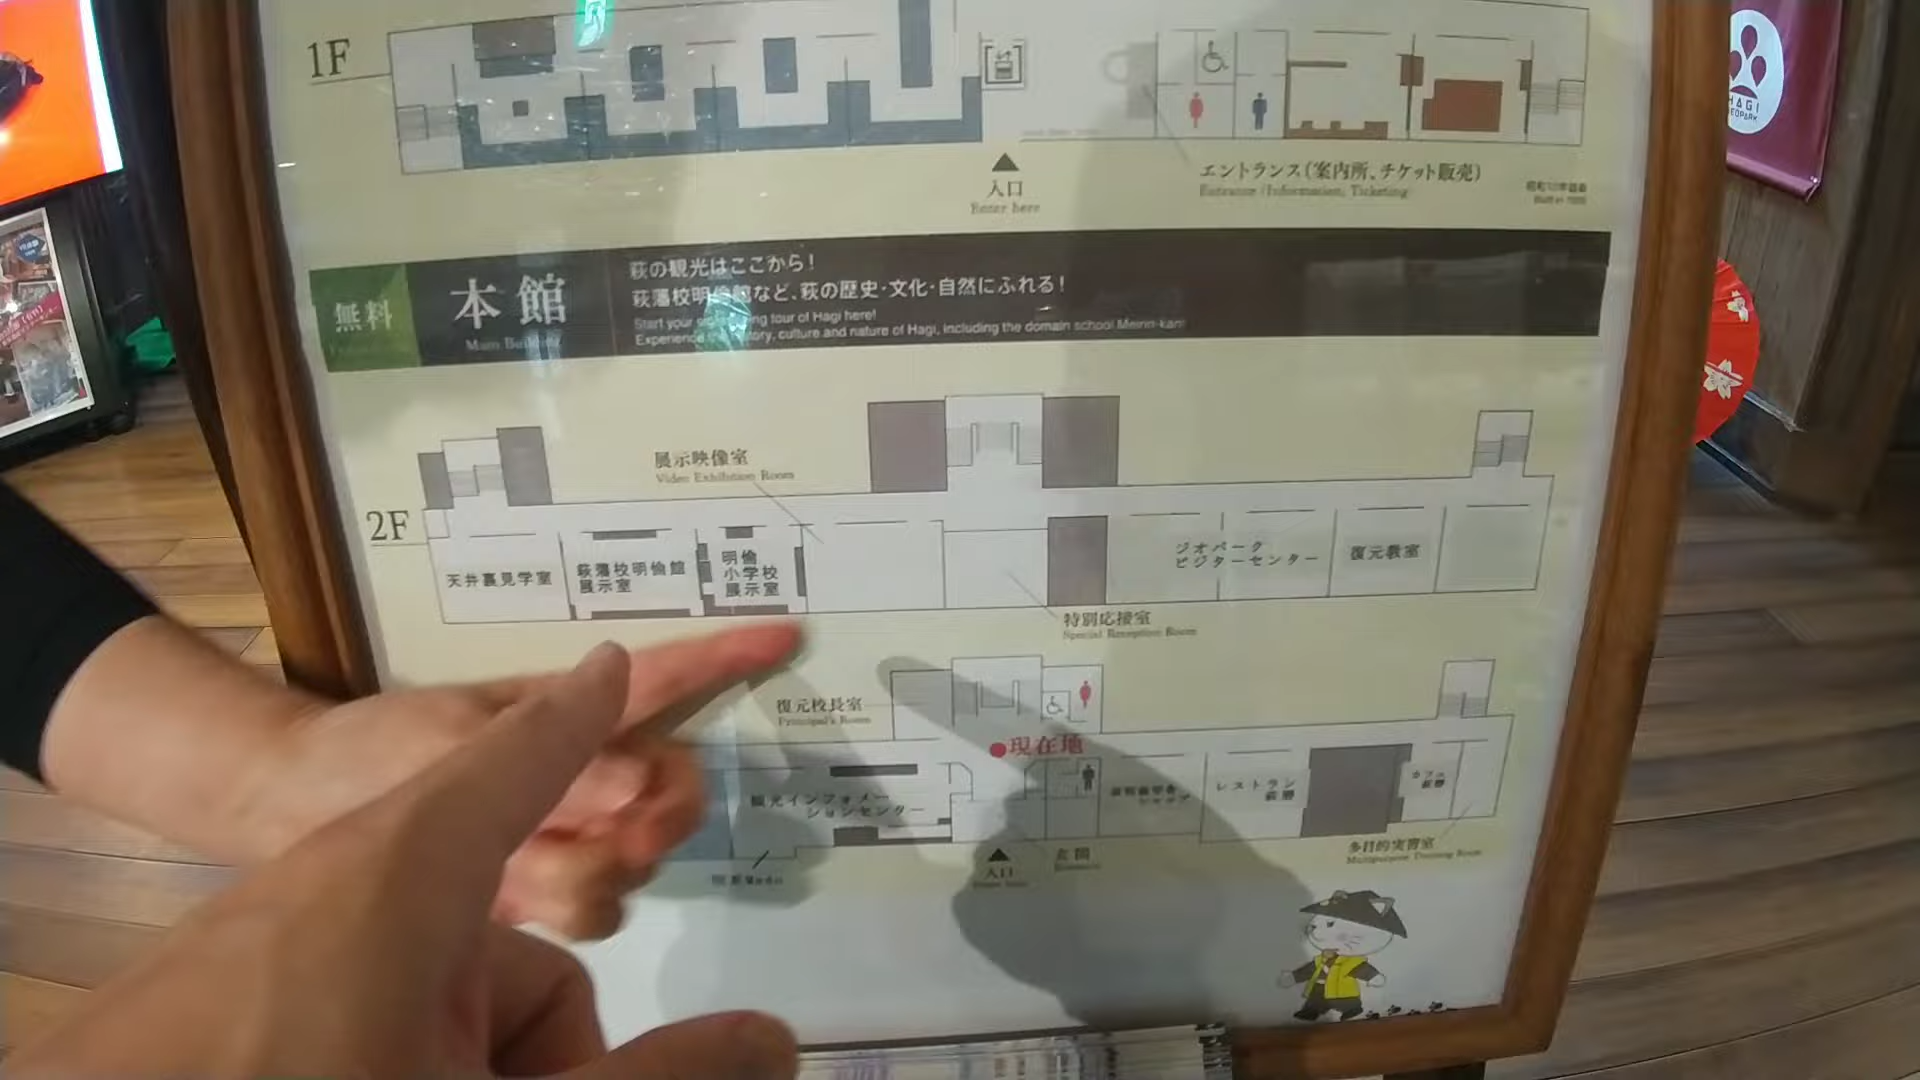 1F
入口
Enter here
エントランス(案内所、チケット販売)
Entrance (Information, Ticketing)
HAGI
無料
本館
Main Building
萩の観光はここから!
萩藩校明倫館など、萩の歴史・文化・自然にふれる!
Start your sightseeing tour of Hagi here!
Experience the history, culture and nature of Hagi, including the domain school Meirin-kan!
2F
展示映像室
Video Exhibition Room
天井裏見学室
萩藩校明倫館
展示室
明倫
小学校
展示室
ジオパーク
ビジターセンター
復元教室
特別応接室
Special Reception Room
復元校長室
Principal's Room
現在地
観光インフォメー
ションセンター
レストラン
萩暦
カフェ
萩暦
入口
玄関
多目的実習室
Multipurpose Training Room